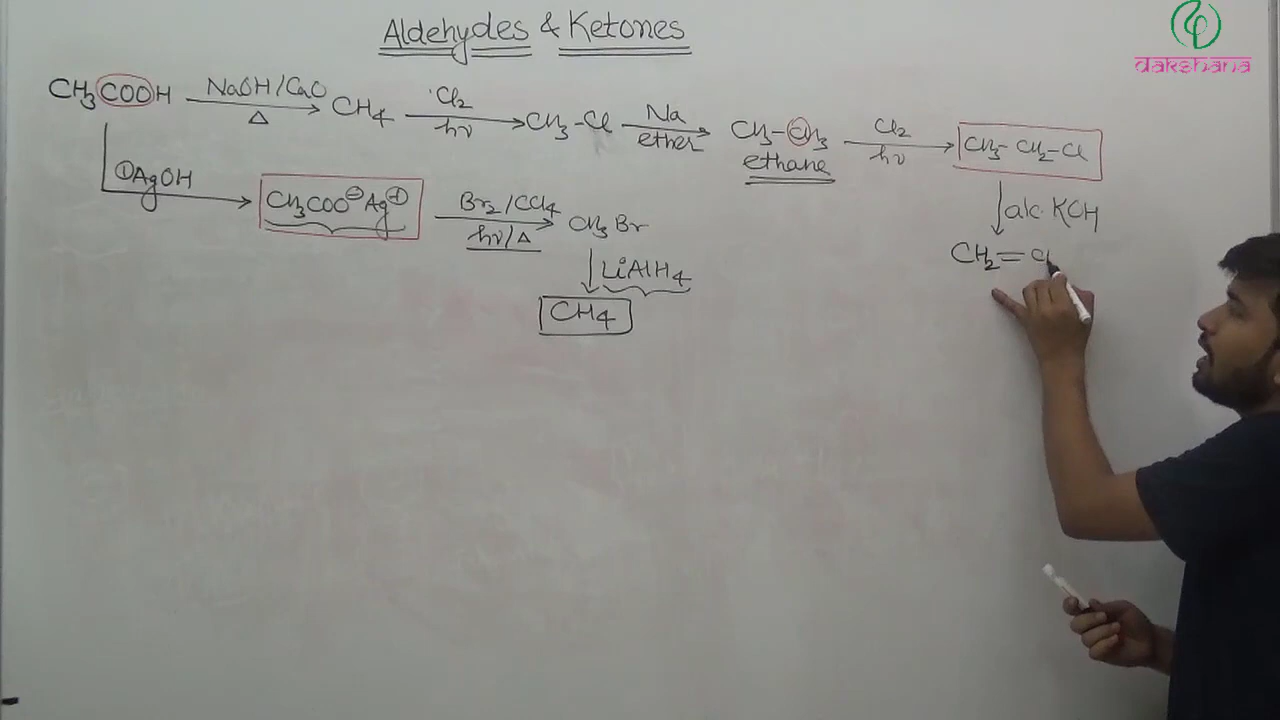 Aldehydes & Ketones
dakshana
CH3COOH NaOH/CaO Δ → CH4 Cl2 hν → CH3-Cl Na ether → CH3-CH3 Cl2 hν → CH3-CH2-Cl
ethane
①AgOH → CH3COO⊖Ag⊕ Br2/CCl4 hν/Δ → CH3Br
↓ alc. KOH
CH2=C
↓ LiAlH4
CH4